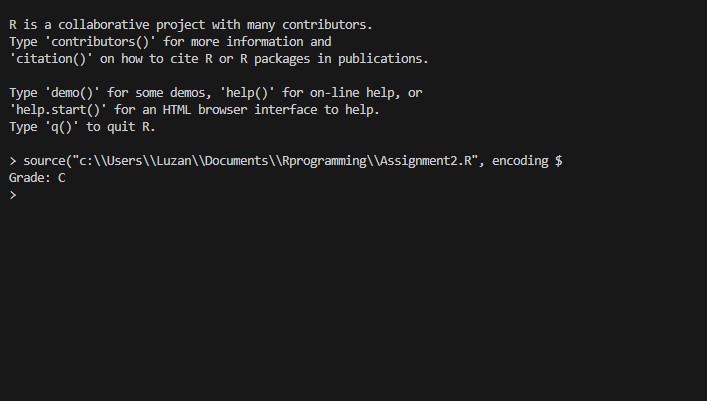 R is a collaborative project with many contributors.
Type 'contributors()' for more information and
'citation()' on how to cite R or R packages in publications.
Type 'demo()' for some demos, 'help()' for on-line help, or
'help.start()' for an HTML browser interface to help.
Type 'q()' to quit R.
> source("c:\\Users\\Luzan\\Documents\\Rprogramming\\Assignment2.R", encoding $
Grade: C
>